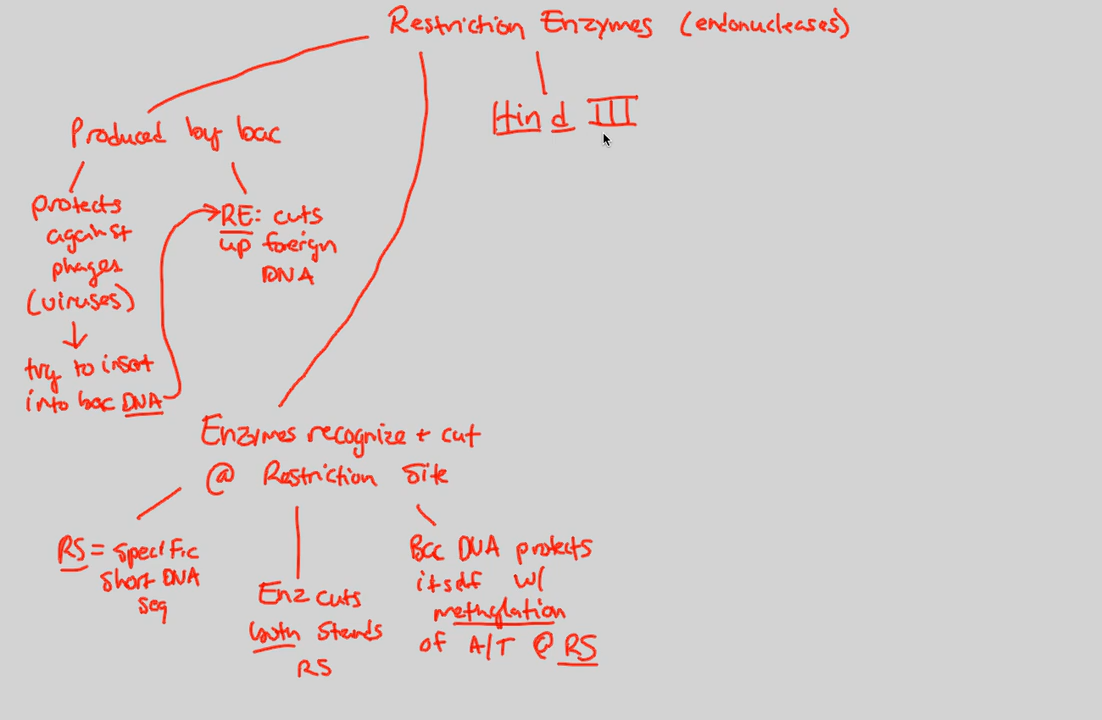 Restriction Enzymes (endonucleases)
Hind III
Produced by bac
protects
against
phages
(viruses)
↓
try to insert
into bac DNA
RE: cuts
up foreign
DNA
Enzymes recognize + cut
@ Restriction Site
RS = specific
short DNA
seq
Enz cuts
both Stands
RS
Bac DNA protects
itself w/
methylation
of A/T @ RS